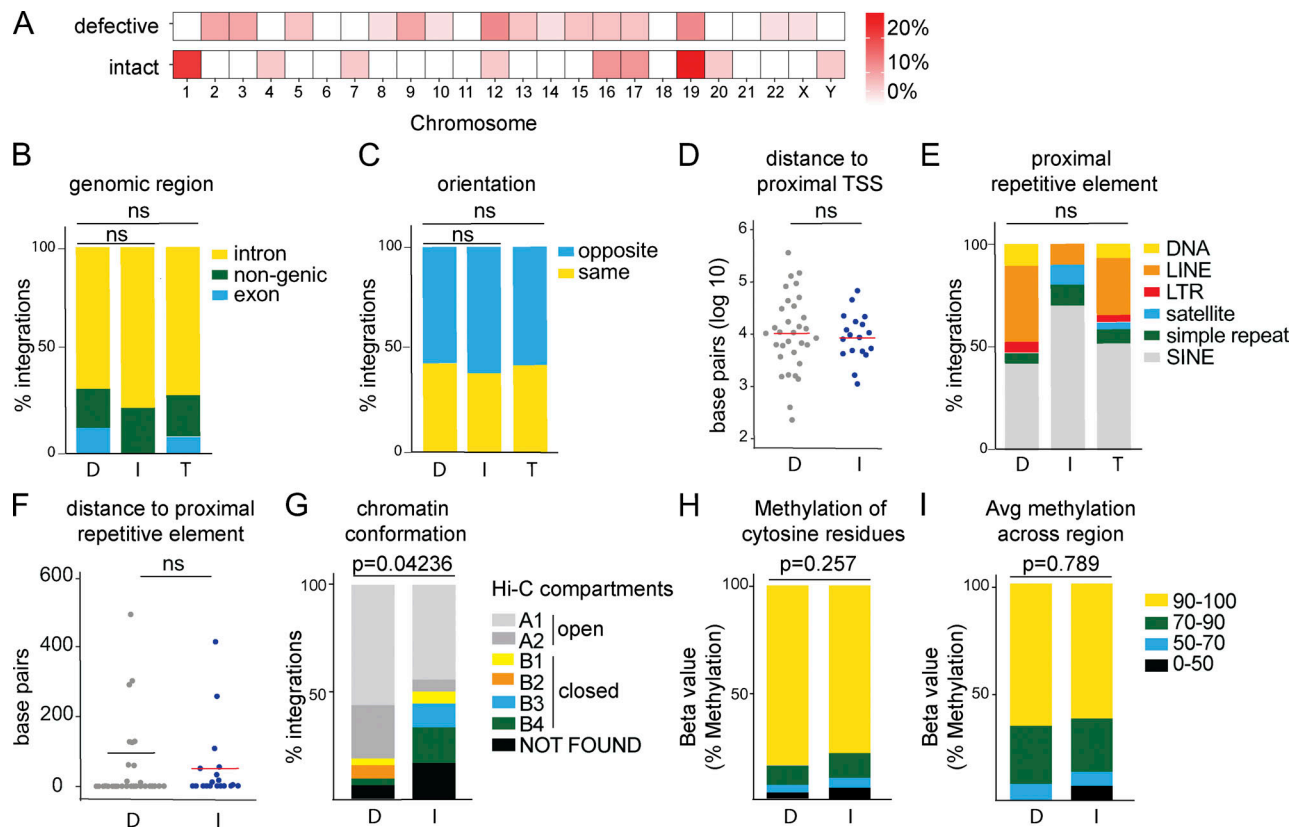 A
defective
intact
20%
10%
0%
1 2 3 4 5 6 7 8 9 10 11 12 13 14 15 16 17 18 19 20 21 22 X Y
Chromosome
B
genomic region
ns
ns
100
50
0
% integrations
D I T
intron
non-genic
exon
C
orientation
ns
ns
100
50
0
% integrations
D I T
opposite
same
D
distance to
proximal TSS
ns
6
5
4
3
2
base pairs (log 10)
D I
E
proximal
repetitive element
ns
100
50
0
% integrations
D I T
DNA
LINE
LTR
satellite
simple repeat
SINE
F
distance to proximal
repetitive element
ns
600
400
200
0
base pairs
D I
G
chromatin
conformation
p=0.04236
100
50
% integrations
D I
Hi-C compartments
A1
A2
open
B1
B2
B3
B4
closed
NOT FOUND
H
Methylation of
cytosine residues
p=0.257
100
50
Beta value
(% Methylation)
D I
I
Avg methylation
across region
p=0.789
100
50
Beta value
(% Methylation)
D I
90-100
70-90
50-70
0-50